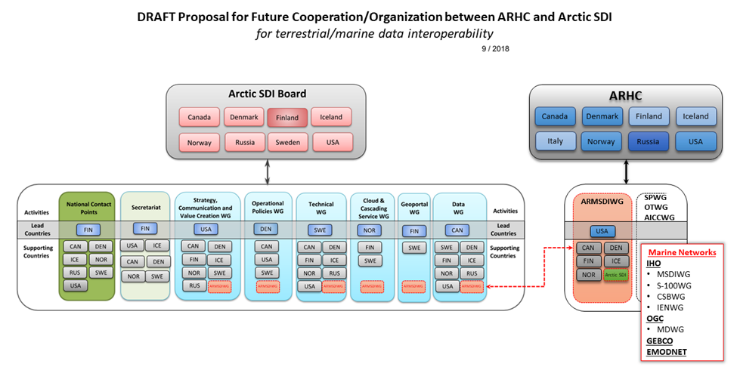 DRAFT Proposal for Future Cooperation/Organization between ARHC and Arctic SDI
for terrestrial/marine data interoperability
9 / 2018
Arctic SDI Board
Canada Denmark Finland Iceland
Norway Russia Sweden USA
ARHC
Canada Denmark Finland Iceland
Italy Norway Russia USA
Activities
Lead
Countries
Supporting
Countries
National Contact
Points
FIN
CAN DEN
ICE NOR
RUS SWE
USA
Secretariat
FIN
USA ICE
CAN DEN
NOR SWE
Strategy,
Communication and
Value Creation WG
USA
CAN DEN
FIN ICE
NOR SWE
RUS ARMSDIWG
Operational
Policies WG
DEN
CAN
USA
SWE
ARMSDIWG
Technical
WG
SWE
CAN DEN
FIN ICE
NOR RUS
USA ARMSDIWG
Cloud &
Cascading
Service WG
NOR
FIN
SWE
ARMSDIWG
Geoportal
WG
FIN
SWE
ARMSDIWG
Data
WG
CAN
SWE DEN
FIN ICE
NOR RUS
USA ARMSDIWG
Activities
Lead
Countries
Supporting
Countries
ARMSDIWG
USA
CAN DEN
FIN ICE
NOR Arctic SDI
SPWG
OTWG
AICCWG
Marine Networks
IHO
• MSDIWG
• S-100WG
• CSBWG
• IENWG
OGC
• MDWG
GEBCO
EMODNET